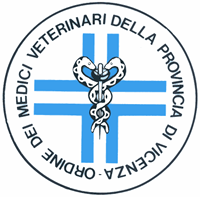 ORDINE DEI MEDICI VETERINARI DELLA PROVINCIA DI VICENZA -